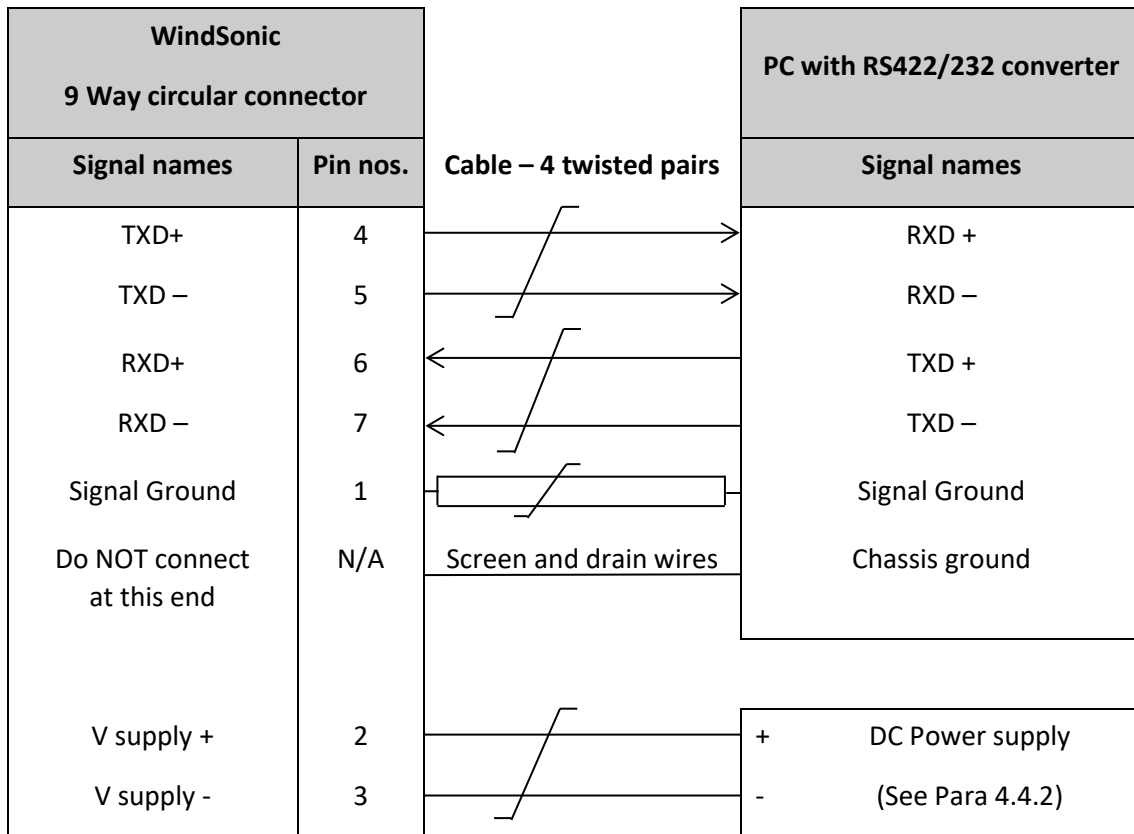 WindSonic
9 Way circular connector
PC with RS422/232 converter
Signal names Pin nos. Cable – 4 twisted pairs Signal names
TXD+ 4 RXD +
TXD – 5 RXD –
RXD+ 6 TXD +
RXD – 7 TXD –
Signal Ground 1 Signal Ground
Do NOT connect N/A Screen and drain wires Chassis ground
at this end
V supply + 2 + DC Power supply
V supply - 3 - (See Para 4.4.2)